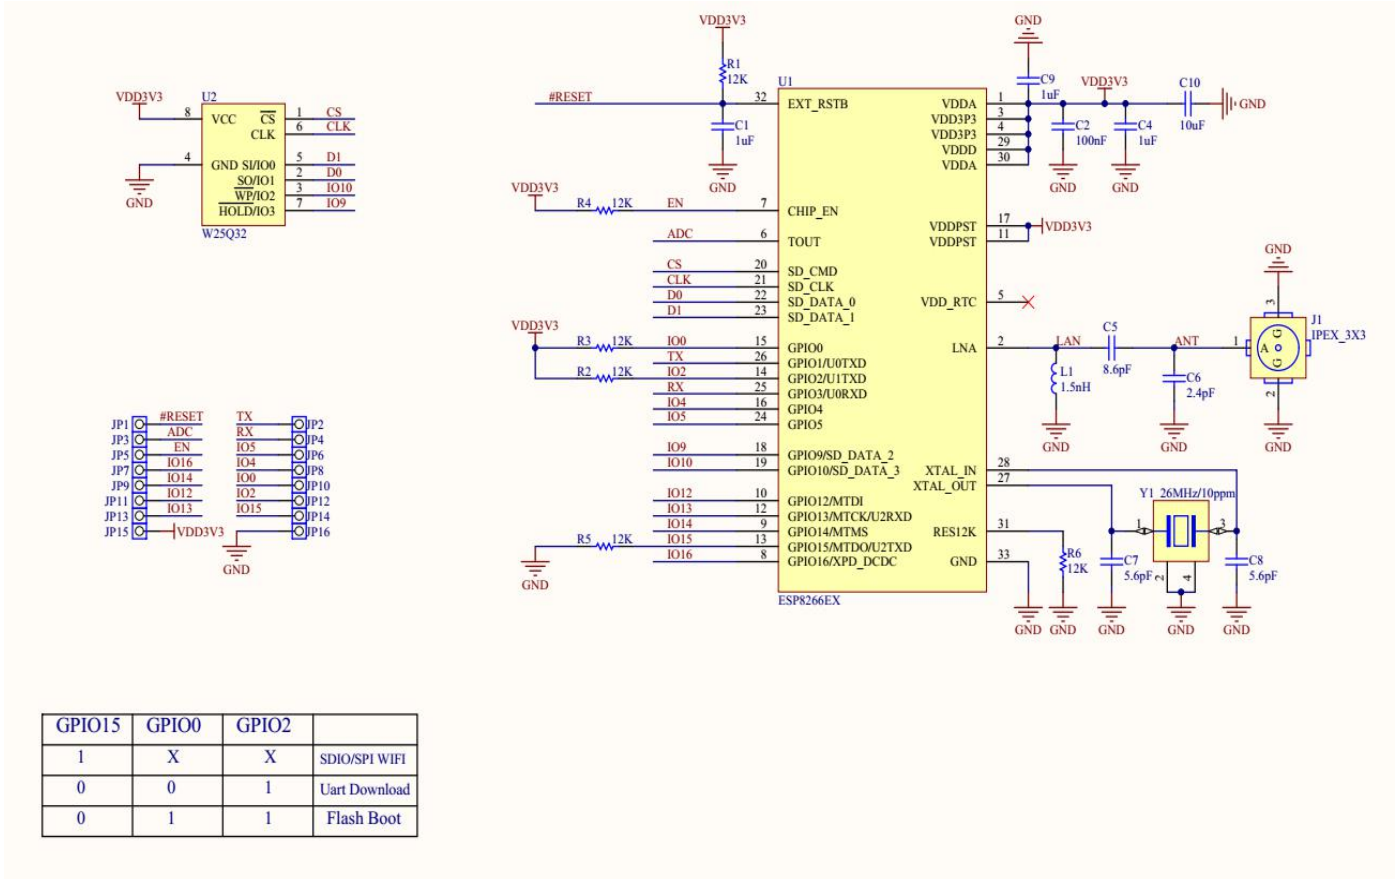 VDD3V3
U2
8 VCC CS 1 CS
CLK 6 CLK
4 GND SI/IO0 5 D1
SO/IO1 2 D0
WP/IO2 3 IO10
HOLD/IO3 7 IO9
GND
W25Q32
VDD3V3
R1
12K
#RESET
C1
1uF
GND
VDD3V3
R4 12K EN
ADC
CS
CLK
D0
D1
VDD3V3
R3 12K IO0
TX
R2 12K IO2
RX
IO4
IO5
IO9
IO10
IO12
IO13
IO14
R5 12K IO15
IO16
GND
U1
32 EXT_RSTB
7 CHIP_EN
6 TOUT
20 SD_CMD
21 SD_CLK
22 SD_DATA_0
23 SD_DATA_1
15 GPIO0
26 GPIO1/U0TXD
14 GPIO2/U1TXD
25 GPIO3/U0RXD
16 GPIO4
24 GPIO5
18 GPIO9/SD_DATA_2
19 GPIO10/SD_DATA_3
10 GPIO12/MTDI
12 GPIO13/MTCK/U2RXD
9 GPIO14/MTMS
13 GPIO15/MTDO/U2TXD
8 GPIO16/XPD_DCDC
ESP8266EX
VDDA 1
VDD3P3 3
VDD3P3 4
VDDD 29
VDDA 30
VDDPST 17
VDDPST 11
VDD_RTC 5
LNA 2
XTAL_IN 28
XTAL_OUT 27
RES12K 31
GND 33
GND
C9
1uF
VDD3V3
C10
10uF
GND
C2
100nF
C4
1uF
GND
GND
VDD3V3
LAN
C5
8.6pF
ANT
L1
1.5nH
C6
2.4pF
GND
GND
GND
3
J1
IPEX_3X3
1
A
G
G
2
GND
Y1 26MHz/10ppm
1
3
2
4
C7
5.6pF
C8
5.6pF
R6
12K
GND
GND
GND
GND
GND
JP1 #RESET TX JP2
JP3 ADC RX JP4
JP5 EN IO5 JP6
JP7 IO16 IO4 JP8
JP9 IO14 IO0 JP10
JP11 IO12 IO2 JP12
JP13 IO13 IO15 JP14
JP15 VDD3V3 JP16
GND
GPIO15 GPIO0 GPIO2
1 X X SDIO/SPI WIFI
0 0 1 Uart Download
0 1 1 Flash Boot